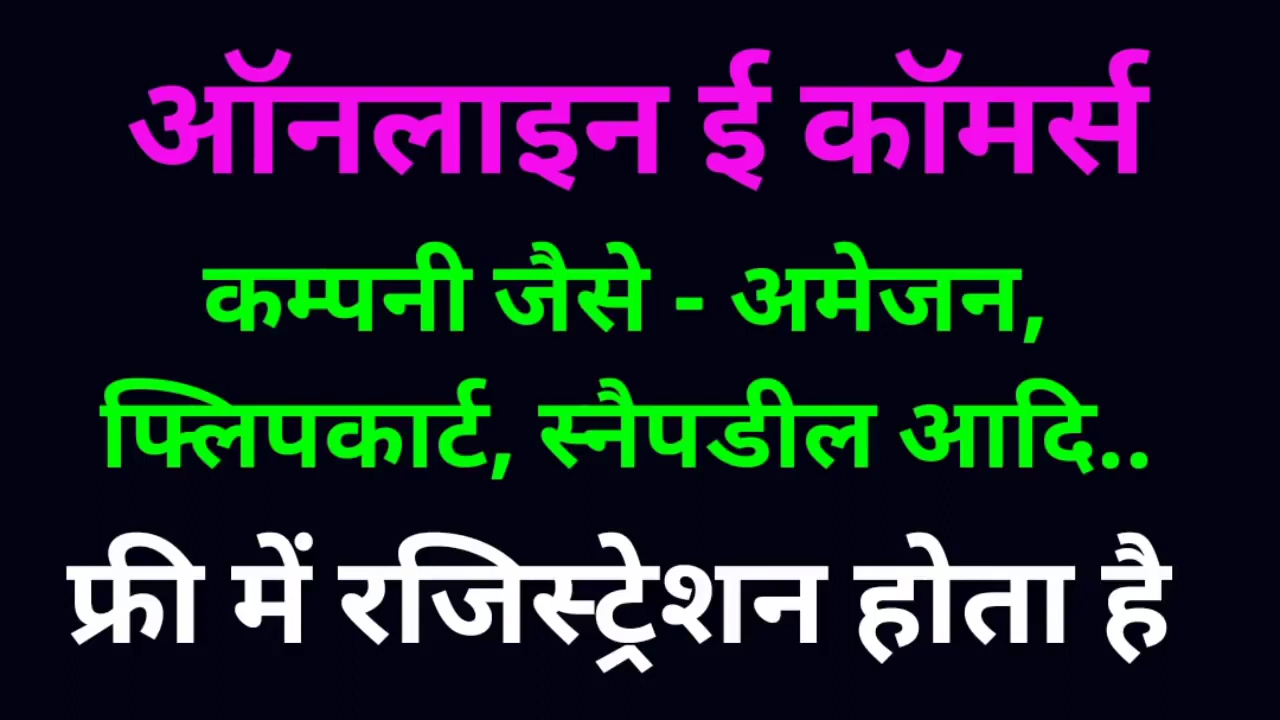 ऑनलाइन ई कॉमर्स
कम्पनी जैसे - अमेजन,
फ्लिपकार्ट, स्नैपडील आदि..
फ्री में रजिस्ट्रेशन होता है